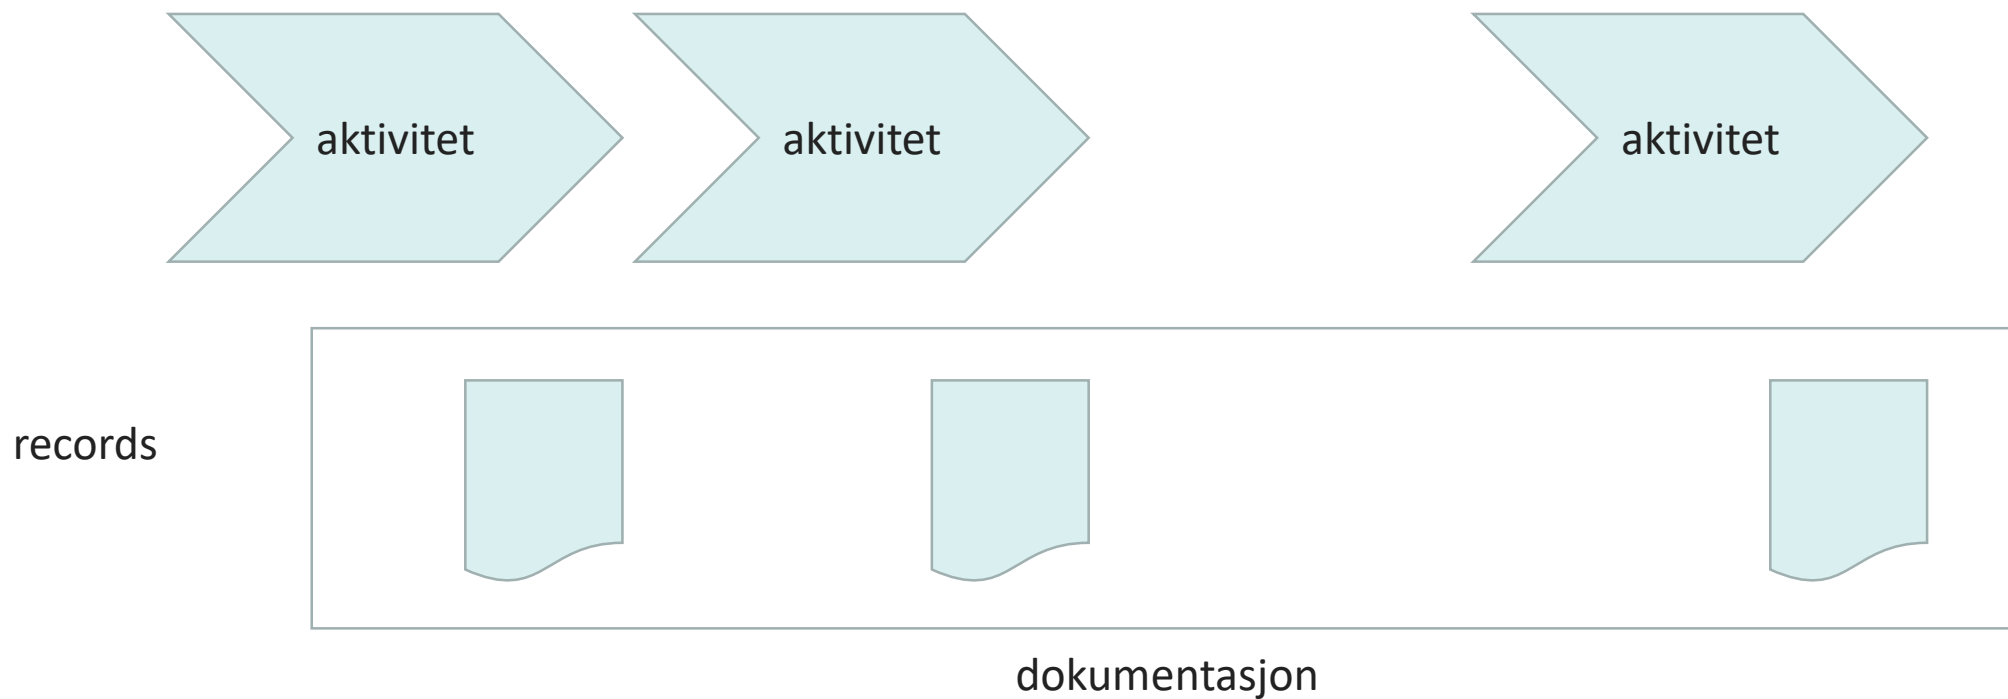 aktivitet
aktivitet
aktivitet
records
dokumentasjon